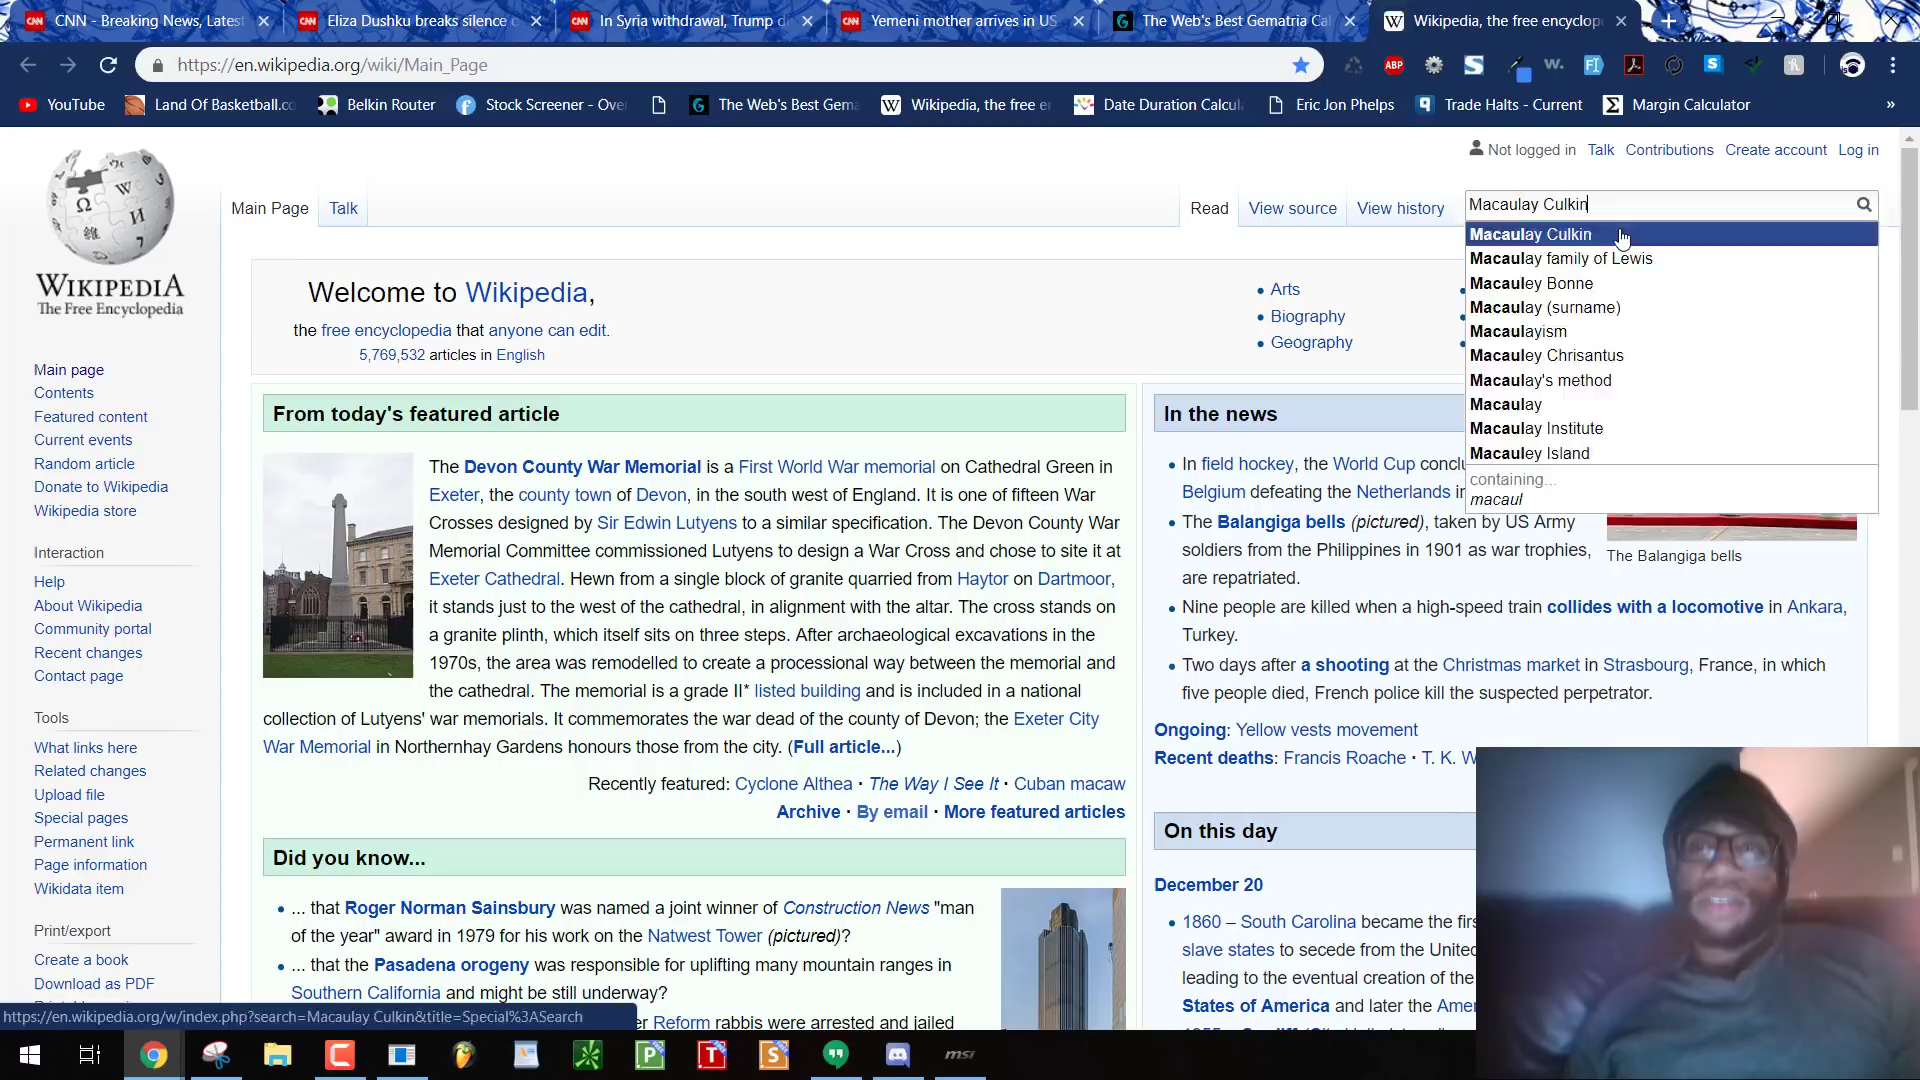 CNN - Breaking News, Latest
Eliza Dushku breaks silence c
In Syria withdrawal, Trump d
Yemeni mother arrives in US
The Web's Best Gematria Cal
Wikipedia, the free encyclop
https://en.wikipedia.org/wiki/Main_Page
YouTube
Land Of Basketball.co
Belkin Router
Stock Screener - Over
The Web's Best Gema
Wikipedia, the free e
Date Duration Calcul
Eric Jon Phelps
Trade Halts - Current
Margin Calculator
Not logged in Talk Contributions Create account Log in
Main Page Talk
Read View source View history
Macaulay Culkin
Macaulay Culkin
Macaulay family of Lewis
Macauley Bonne
Macaulay (surname)
Macaulayism
Macauley Chrisantus
Macaulay's method
Macaulay
Macaulay Institute
Macauley Island
containing...
macaul
WIKIPEDIA
The Free Encyclopedia
Main page
Contents
Featured content
Current events
Random article
Donate to Wikipedia
Wikipedia store
Interaction
Help
About Wikipedia
Community portal
Recent changes
Contact page
Tools
What links here
Related changes
Upload file
Special pages
Permanent link
Page information
Wikidata item
Print/export
Create a book
Download as PDF
https://en.wikipedia.org/w/index.php?search=Macaulay Culkin&title=Special%3ASearch
Welcome to Wikipedia,
the free encyclopedia that anyone can edit.
5,769,532 articles in English
Arts
Biography
Geography
From today's featured article
The Devon County War Memorial is a First World War memorial on Cathedral Green in
Exeter, the county town of Devon, in the south west of England. It is one of fifteen War
Crosses designed by Sir Edwin Lutyens to a similar specification. The Devon County War
Memorial Committee commissioned Lutyens to design a War Cross and chose to site it at
Exeter Cathedral. Hewn from a single block of granite quarried from Haytor on Dartmoor,
it stands just to the west of the cathedral, in alignment with the altar. The cross stands on
a granite plinth, which itself sits on three steps. After archaeological excavations in the
1970s, the area was remodelled to create a processional way between the memorial and
the cathedral. The memorial is a grade II* listed building and is included in a national
collection of Lutyens' war memorials. It commemorates the war dead of the county of Devon; the Exeter City
War Memorial in Northernhay Gardens honours those from the city. (Full article...)
Recently featured: Cyclone Althea · The Way I See It · Cuban macaw
Archive · By email · More featured articles
Did you know...
... that Roger Norman Sainsbury was named a joint winner of Construction News "man
of the year" award in 1979 for his work on the Natwest Tower (pictured)?
... that the Pasadena orogeny was responsible for uplifting many mountain ranges in
Southern California and might be still underway?
er Reform rabbis were arrested and jailed
In the news
In field hockey, the World Cup conclu
Belgium defeating the Netherlands in
The Balangiga bells (pictured), taken by US Army
soldiers from the Philippines in 1901 as war trophies,
are repatriated.
The Balangiga bells
Nine people are killed when a high-speed train collides with a locomotive in Ankara,
Turkey.
Two days after a shooting at the Christmas market in Strasbourg, France, in which
five people died, French police kill the suspected perpetrator.
Ongoing: Yellow vests movement
Recent deaths: Francis Roache · T. K. W
On this day
December 20
1860 – South Carolina became the firs
slave states to secede from the United
leading to the eventual creation of the
States of America and later the Amer
msi